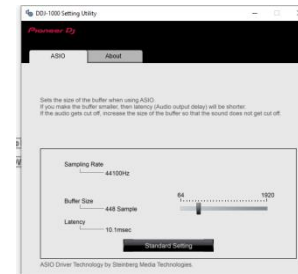 DDJ-1000 Setting Utility
Pioneer Dj
ASIO About
Sets the size of the buffer when using ASIO.
If you make the buffer smaller, then latency (Audio output delay) will be shorter.
If the audio gets cut off, increase the size of the buffer so that the sound does not get cut off.
Sampling Rate
44100Hz
64 1920
Buffer Size
448 Sample
Latency
10.1msec
Standard Setting
ASIO Driver Technology by Steinberg Media Technologies.